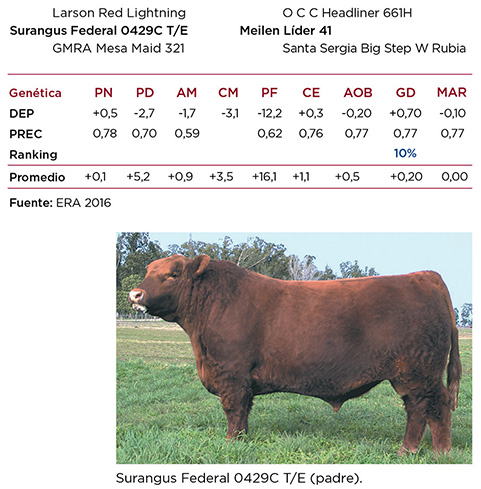 Larson Red Lightning O C C Headliner 661H
Surangus Federal 0429C T/E Meilen Líder 41
GMRA Mesa Maid 321 Santa Sergia Big Step W Rubia
Genética PN PD AM CM PF CE AOB GD MAR
DEP +0,5 -2,7 -1,7 -3,1 -12,2 +0,3 -0,20 +0,70 -0,10
PREC 0,78 0,70 0,59 0,62 0,76 0,77 0,77 0,77
Ranking 10%
Promedio +0,1 +5,2 +0,9 +3,5 +16,1 +1,1 +0,5 +0,20 0,00
Fuente: ERA 2016
Surangus Federal 0429C T/E (padre).